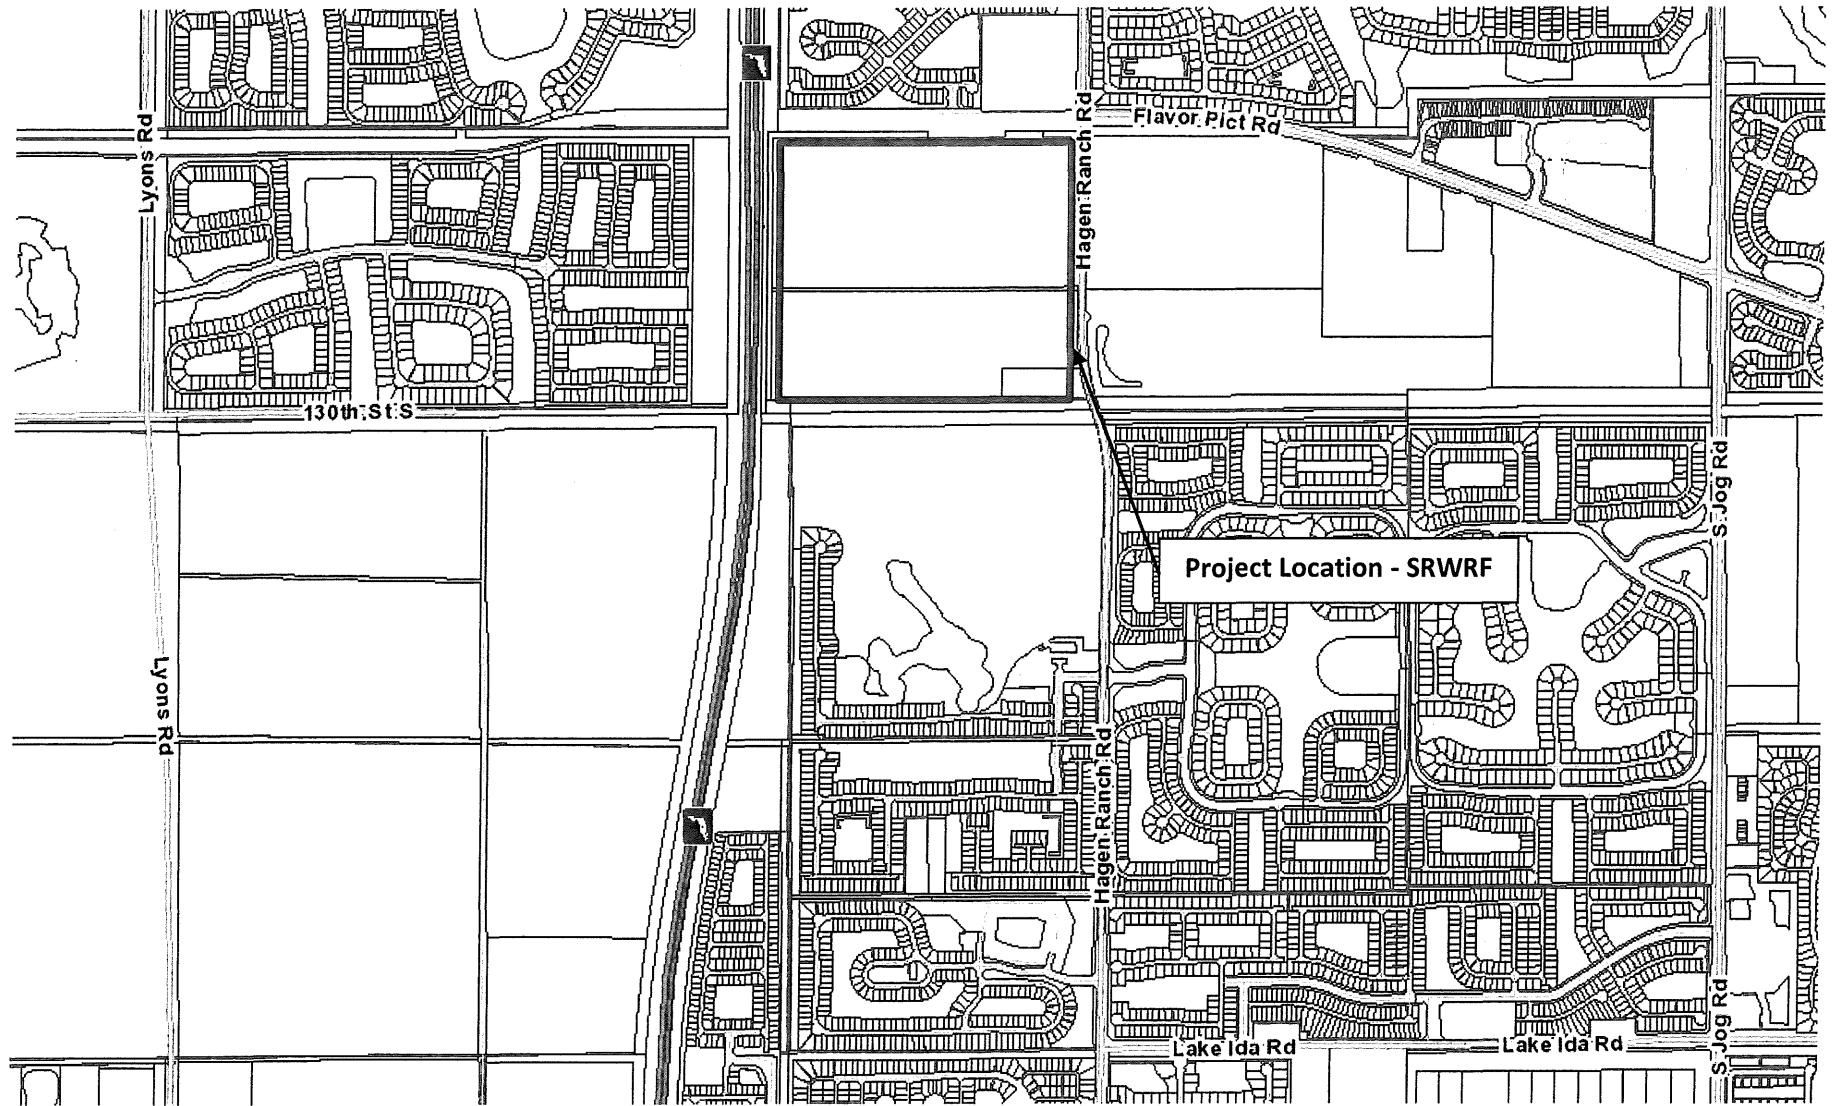 Lyons Rd
Hagen Ranch Rd
Flavor Pict Rd
130th St S
S Jog Rd
Project Location - SRWRF
Lyons Rd
Hagen Ranch Rd
S Jog Rd
Lake Ida Rd
Lake Ida Rd